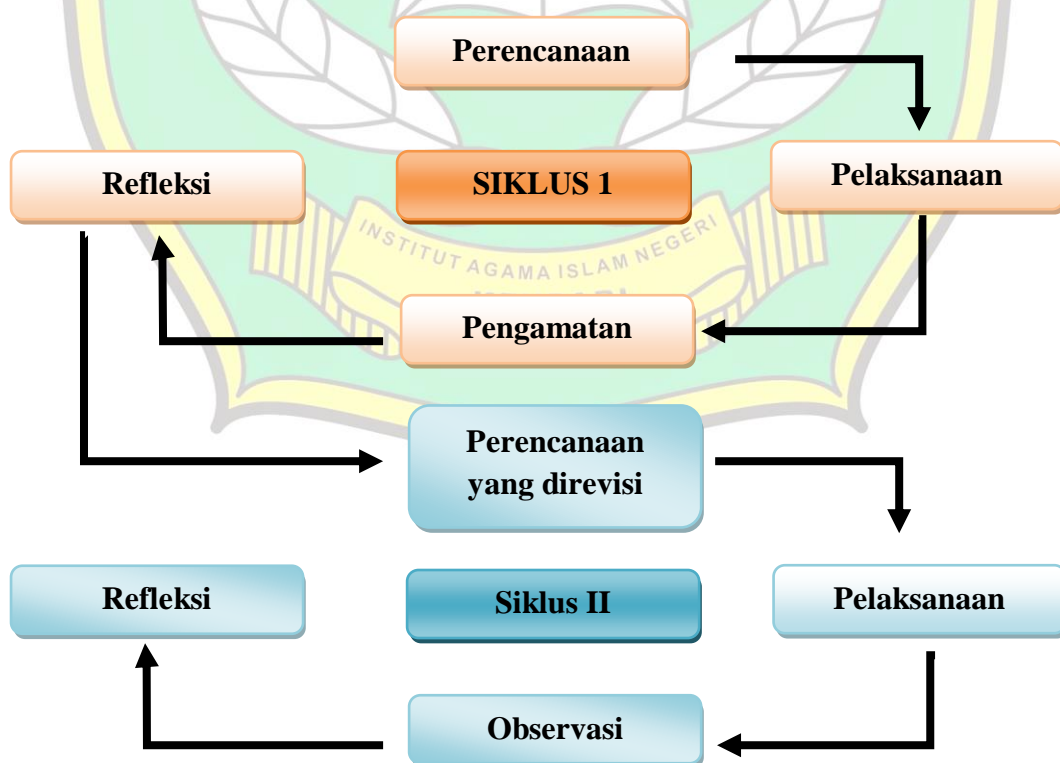 Perencanaan
Refleksi
SIKLUS 1
Pelaksanaan
INSTITUT AGAMA ISLAM NEGERI
Pengamatan
Perencanaan
yang direvisi
Refleksi
Siklus II
Pelaksanaan
Observasi